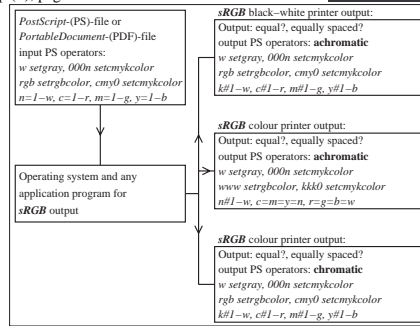 PostScript-(PS)-file or
PortableDocument-(PDF)-file
input PS operators:
w setgray, 000n setcmykcolor
rgb setrgbcolor, cmy0 setcmykcolor
n=1–w, c=1–r, m=1–g, y=1–b
Operating system and any
application program for
sRGB output
sRGB black–white printer output:
Output: equal?, equally spaced?
output PS operators: achromatic
w setgray, 000n setcmykcolor
rgb setrgbcolor, cmy0 setcmykcolor
k#1–w, c#1–r, m#1–g, y#1–b
sRGB colour printer output:
Output: equal?, equally spaced?
output PS operators: achromatic
w setgray, 000n setcmykcolor
www setrgbcolor, kkk0 setcmykcolor
n#1–w, c=m=y=n, r=g=b=w
sRGB colour printer output:
Output: equal?, equally spaced?
output PS operators: chromatic
w setgray, 000n setcmykcolor
rgb setrgbcolor, cmy0 setcmykcolor
k#1–w, c#1–r, m#1–g, y#1–b